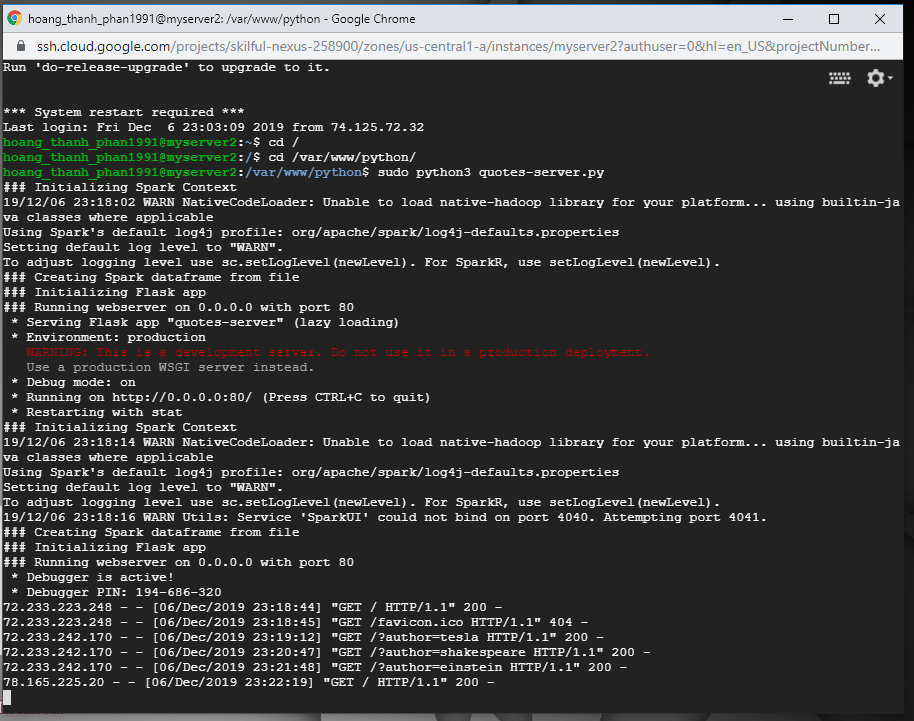 hoang_thanh_phan1991@myserver2: /var/www/python - Google Chrome
ssh.cloud.google.com/projects/skilful-nexus-258900/zones/us-central1-a/instances/myserver2?authuser=0&hl=en_US&projectNumber...
Run 'do-release-upgrade' to upgrade to it.
*** System restart required ***
Last login: Fri Dec  6 23:03:09 2019 from 74.125.72.32
hoang_thanh_phan1991@myserver2:~$ cd /
hoang_thanh_phan1991@myserver2:/$ cd /var/www/python/
hoang_thanh_phan1991@myserver2:/var/www/python$ sudo python3 quotes-server.py
### Initializing Spark Context
19/12/06 23:18:02 WARN NativeCodeLoader: Unable to load native-hadoop library for your platform... using builtin-ja
va classes where applicable
Using Spark's default log4j profile: org/apache/spark/log4j-defaults.properties
Setting default log level to "WARN".
To adjust logging level use sc.setLogLevel(newLevel). For SparkR, use setLogLevel(newLevel).
### Creating Spark dataframe from file
### Initializing Flask app
### Running webserver on 0.0.0.0 with port 80
 * Serving Flask app "quotes-server" (lazy loading)
 * Environment: production
   WARNING: This is a development server. Do not use it in a production deployment.
   Use a production WSGI server instead.
 * Debug mode: on
 * Running on http://0.0.0.0:80/ (Press CTRL+C to quit)
 * Restarting with stat
### Initializing Spark Context
19/12/06 23:18:14 WARN NativeCodeLoader: Unable to load native-hadoop library for your platform... using builtin-ja
va classes where applicable
Using Spark's default log4j profile: org/apache/spark/log4j-defaults.properties
Setting default log level to "WARN".
To adjust logging level use sc.setLogLevel(newLevel). For SparkR, use setLogLevel(newLevel).
19/12/06 23:18:16 WARN Utils: Service 'SparkUI' could not bind on port 4040. Attempting port 4041.
### Creating Spark dataframe from file
### Initializing Flask app
### Running webserver on 0.0.0.0 with port 80
 * Debugger is active!
 * Debugger PIN: 194-686-320
72.233.223.248 - - [06/Dec/2019 23:18:44] "GET / HTTP/1.1" 200 -
72.233.223.248 - - [06/Dec/2019 23:18:45] "GET /favicon.ico HTTP/1.1" 404 -
72.233.242.170 - - [06/Dec/2019 23:19:12] "GET /?author=tesla HTTP/1.1" 200 -
72.233.242.170 - - [06/Dec/2019 23:20:47] "GET /?author=shakespeare HTTP/1.1" 200 -
72.233.242.170 - - [06/Dec/2019 23:21:48] "GET /?author=einstein HTTP/1.1" 200 -
78.165.225.20 - - [06/Dec/2019 23:22:19] "GET / HTTP/1.1" 200 -